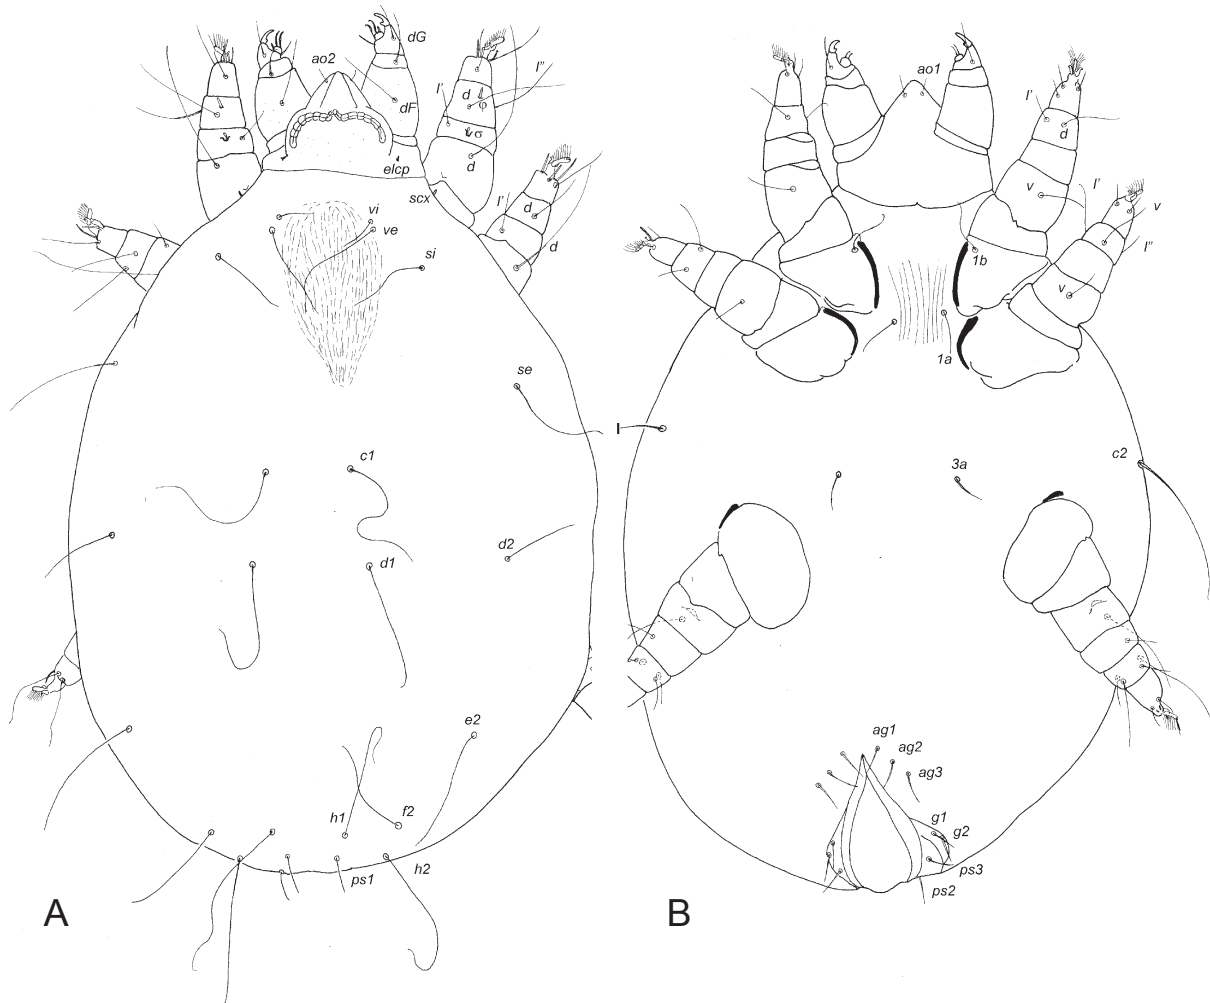 dG
ao2
l'
d
φ
l"
dF
σ
d
elcp
scx
l'
d
d
vi
ve
si
se
c1
d1
d2
e2
h1
f2
ps1
h2
A
ao1
l'
d
v
l'
v
l"
1b
v
1a
3a
c2
ag1
ag2
ag3
g1
g2
ps3
ps2
B